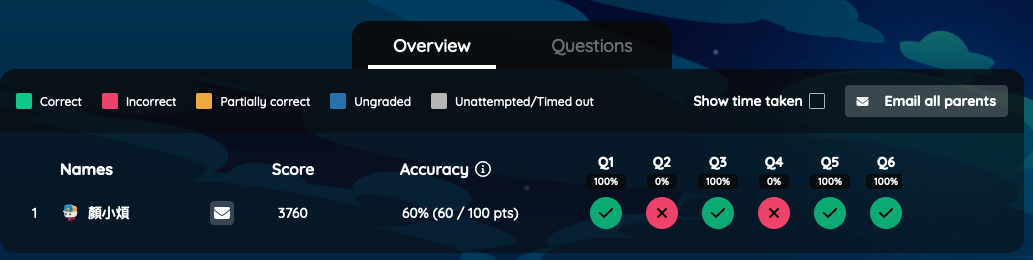 Overview Questions
Correct Incorrect Partially correct Ungraded Unattempted/Timed out Show time taken Email all parents
Names Score Accuracy Q1 Q2 Q3 Q4 Q5 Q6
100% 0% 100% 0% 100% 100%
1 顏小煩 3760 60% (60 / 100 pts)